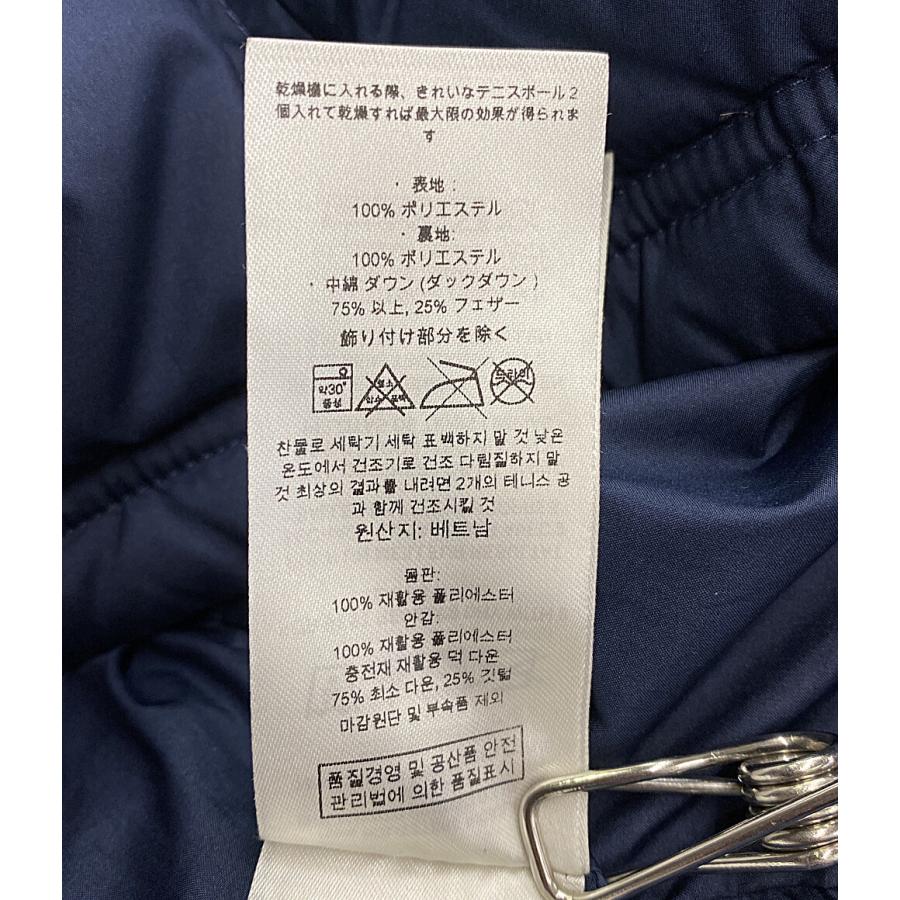 乾燥機に入れる際、きれいなテニスボール2
個入れて乾燥すれば最大限の効果が得られま
す
・ 表地 :
100% ポリエステル
・ 裏地:
100% ポリエステル
・ 中綿 ダウン (ダックダウン )
75% 以上, 25% フェザー
飾り付け部分を除く
약30°
드라이
찬물로 세탁기 세탁 표백하지 말 것 낮은
온도에서 건조기로 건조 다림질하지 말
것 최상의 결과를 내려면 2개의 테니스 공
과 함께 건조시킬 것
원산지: 베트남
몸판:
100% 재활용 폴리에스터
안감:
100% 재활용 폴리에스터
충전재 재활용 덕 다운
75% 최소 다운, 25% 깃털
마감원단 및 부속품 제외
품질경영 및 공산품 안전
관리법에 의한 품질표시